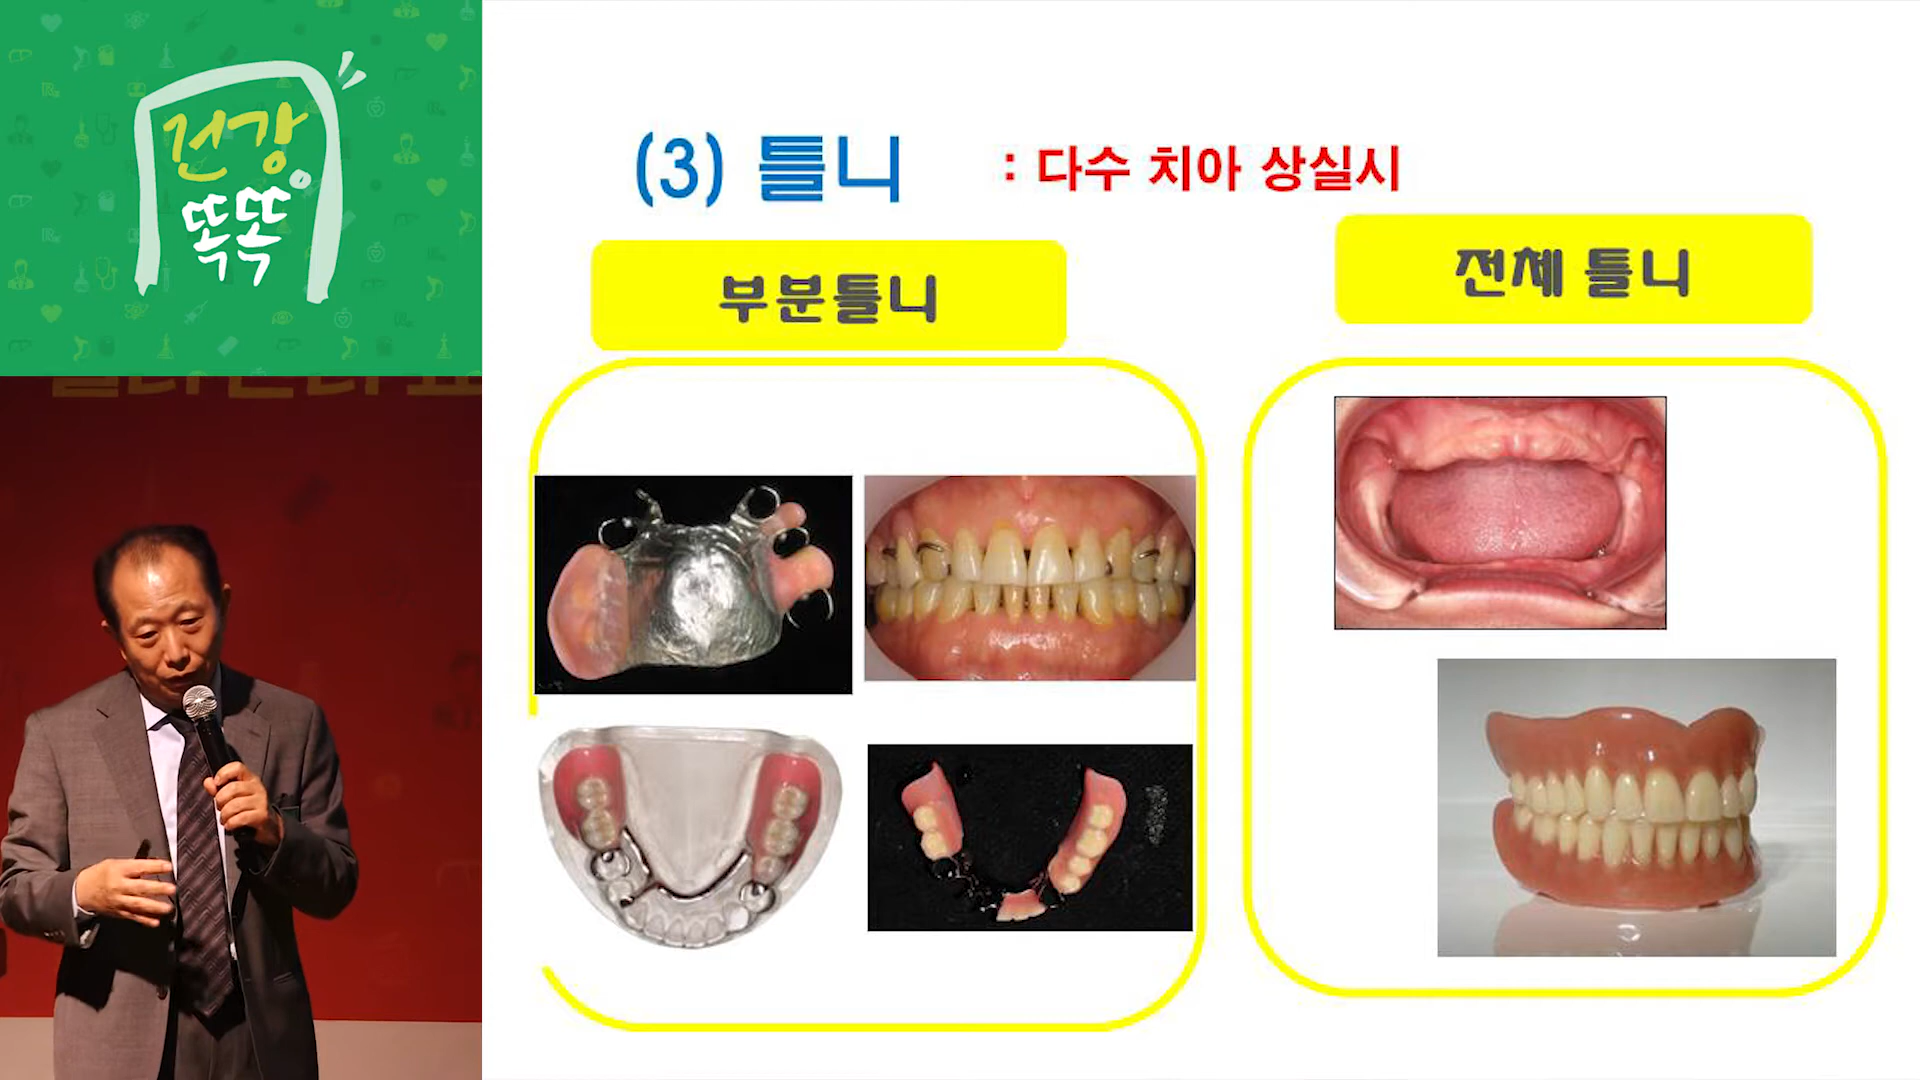 건강
똑똑
(3) 틀니 : 다수 치아 상실시
부분틀니
전체 틀니